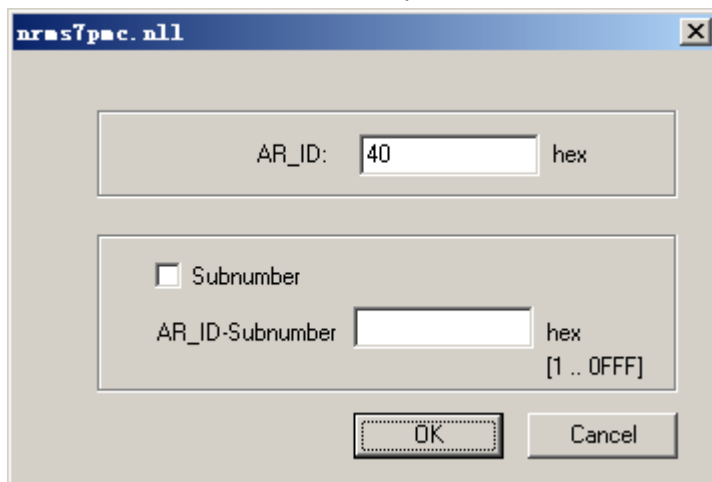 nrms7pmc.nll
AR_ID: 40 hex
Subnumber
AR_ID-Subnumber hex
[1 .. 0FFF]
OK Cancel